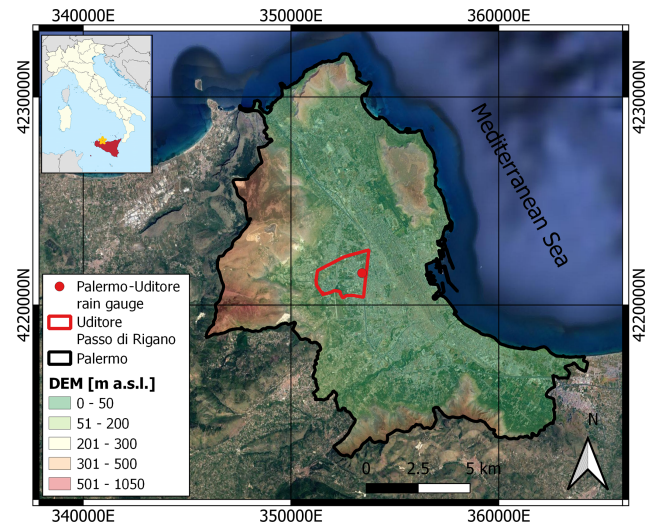 340000E 350000E 360000E
4230000N 4230000N
Mediterranean Sea
4220000N 4220000N
Palermo-Uditore
rain gauge
Uditore
Passo di Rigano
Palermo
DEM [m a.s.l.]
0 - 50
51 - 200
201 - 300
301 - 500
501 - 1050
N
0 2.5 5 km
340000E 350000E 360000E